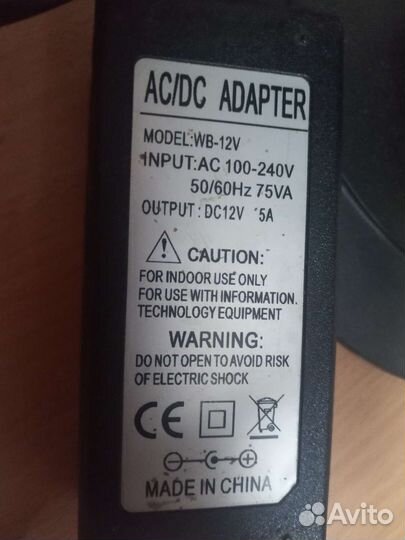 AC/DC ADAPTER
MODEL:WB-12V
INPUT:AC 100-240V
50/60Hz 75VA
OUTPUT : DC12V 5A
CAUTION:
FOR INDOOR USE ONLY
FOR USE WITH INFORMATION.
TECHNOLOGY EQUIPMENT
WARNING:
DO NOT OPEN TO AVOID RISK
OF ELECTRIC SHOCK
CE
MADE IN CHINA
Avito